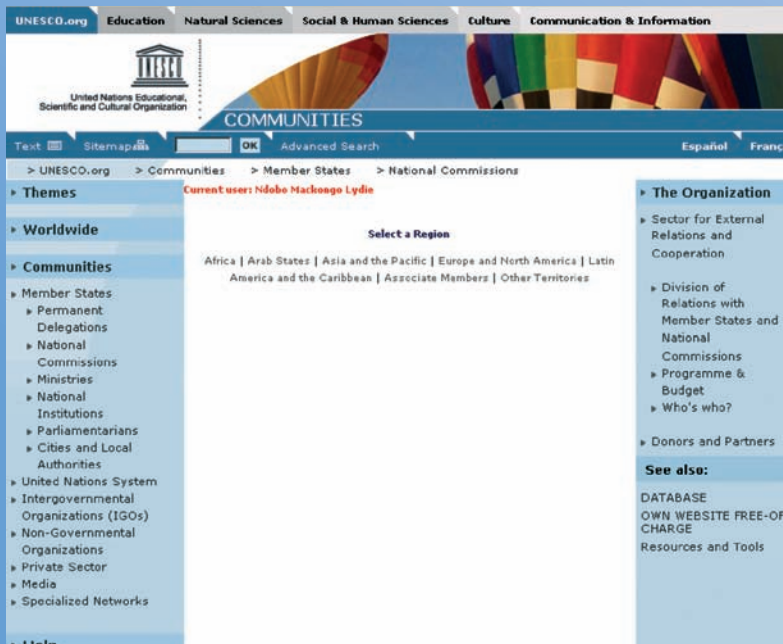 UNESCO.org Education Natural Sciences Social & Human Sciences Culture Communication & Information
UNESCO
United Nations Educational,
Scientific and Cultural Organization
COMMUNITIES
Text Sitemap OK Advanced Search Español Franç
> UNESCO.org > Communities > Member States > National Commissions
Themes
Worldwide
Communities
Member States
Permanent
Delegations
National
Commissions
Ministries
National
Institutions
Parliamentarians
Cities and Local
Authorities
United Nations System
Intergovernmental
Organizations (IGOs)
Non-Governmental
Organizations
Private Sector
Media
Specialized Networks
Help
Current user: Ndobo Mackongo Lydie
Select a Region
Africa | Arab States | Asia and the Pacific | Europe and North America | Latin
America and the Caribbean | Associate Members | Other Territories
The Organization
Sector for External
Relations and
Cooperation
Division of
Relations with
Member States and
National
Commissions
Programme &
Budget
Who's who?
Donors and Partners
See also:
DATABASE
OWN WEBSITE FREE-OF
CHARGE
Resources and Tools